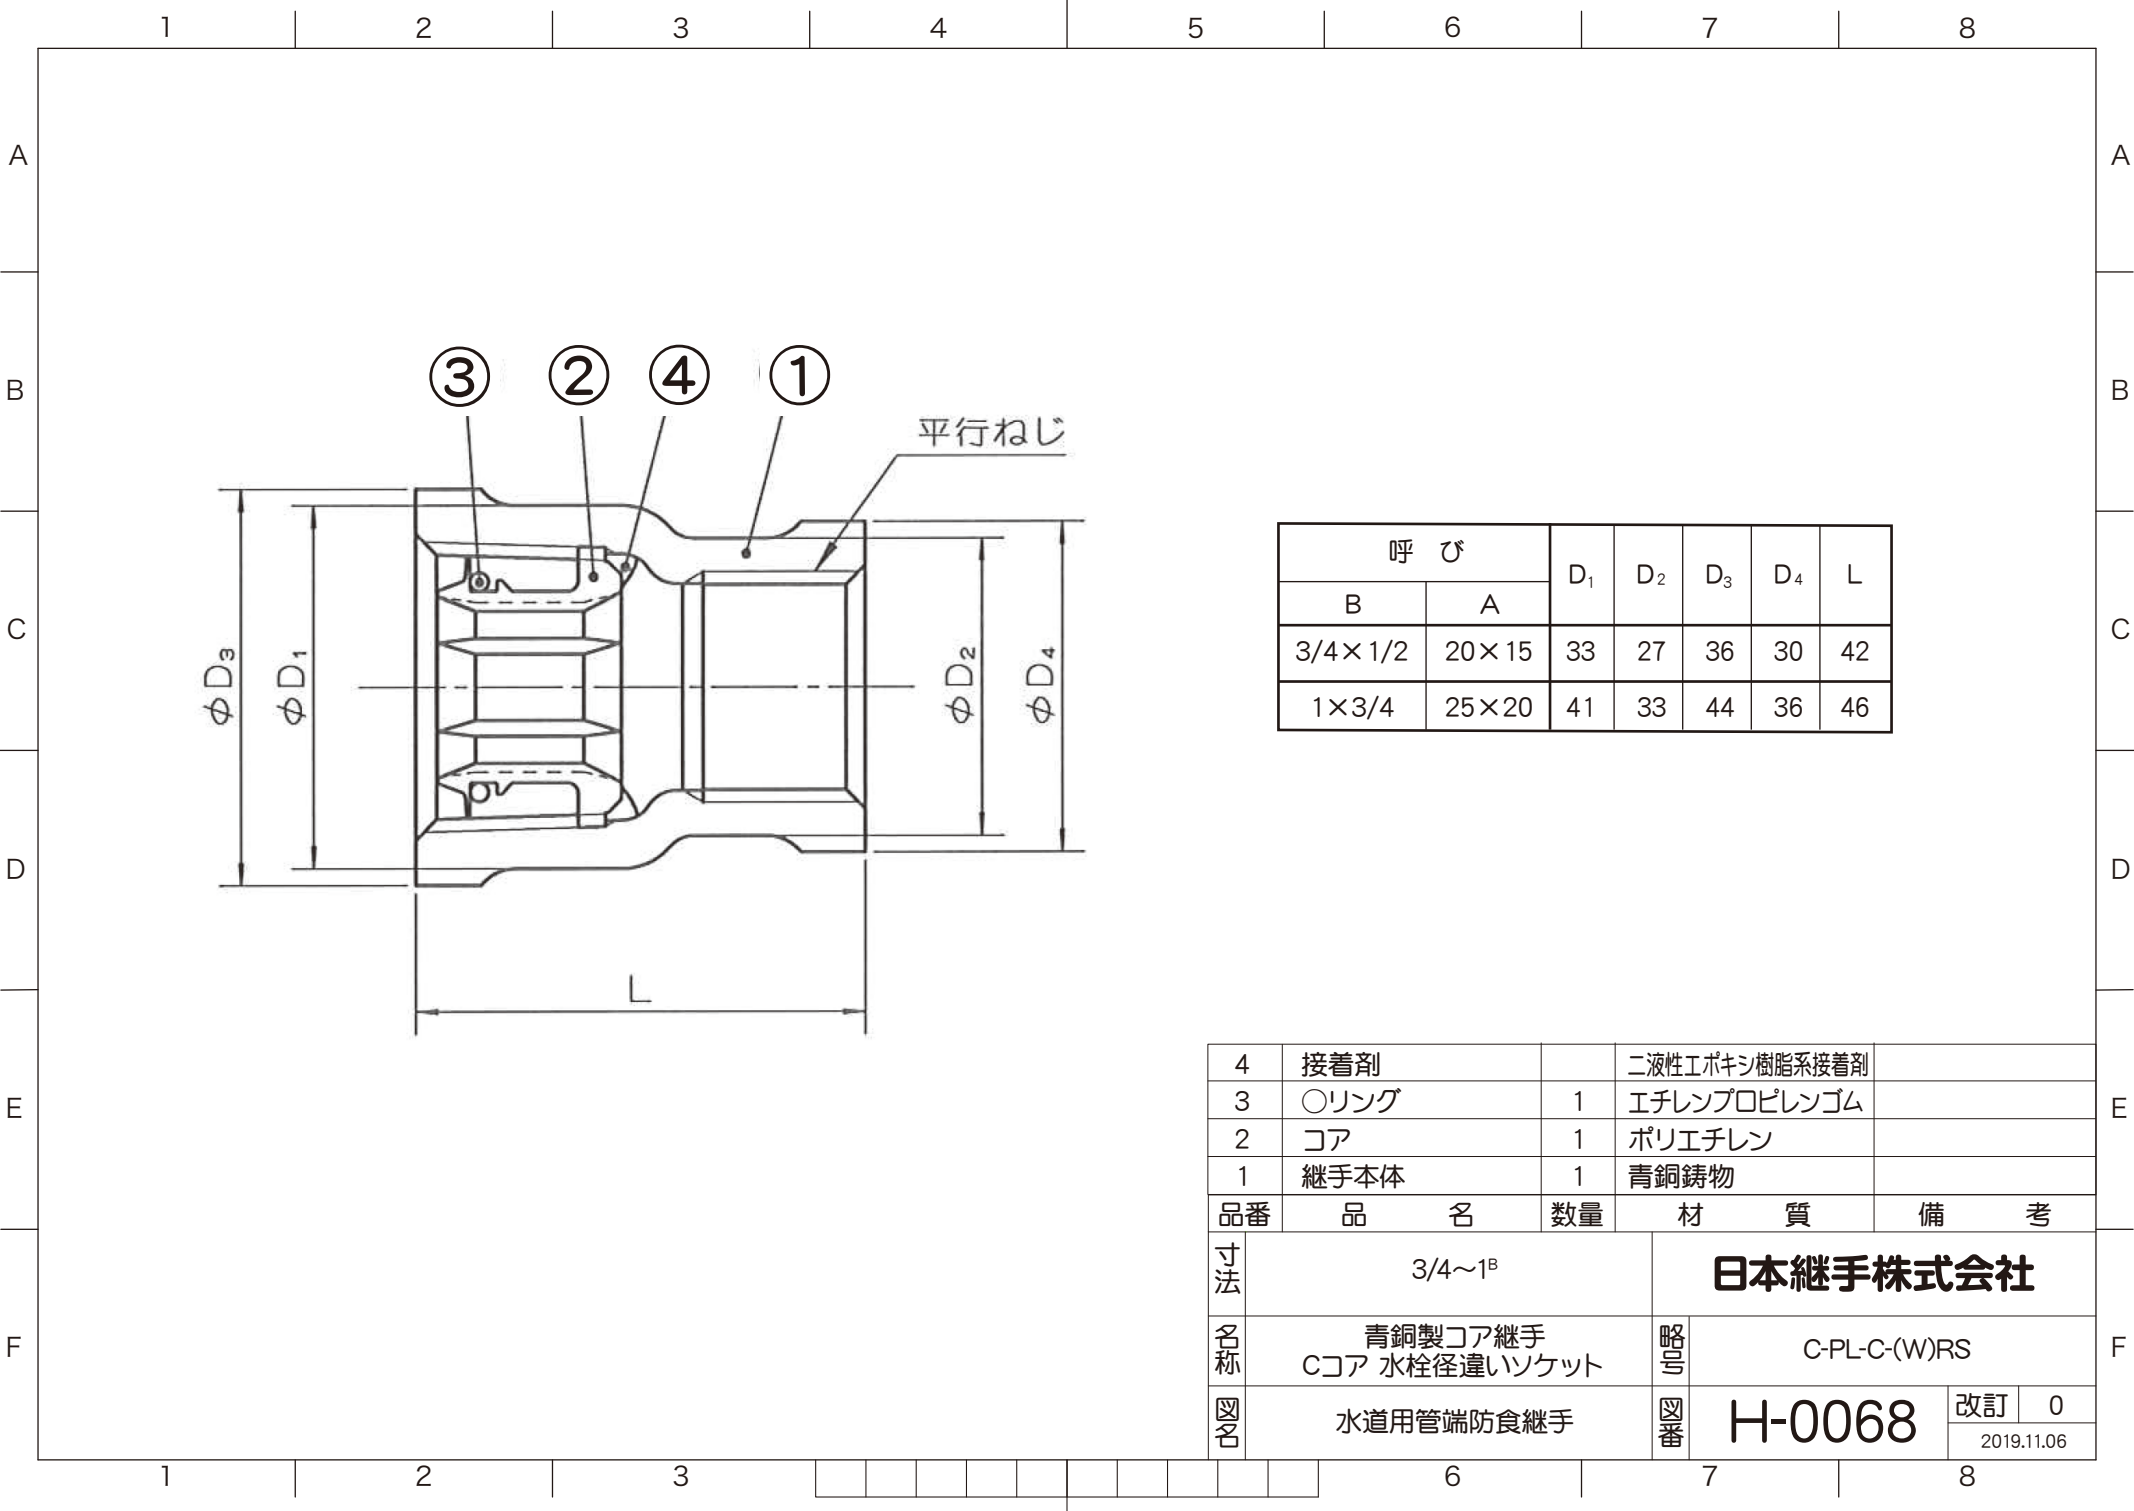 1 2 3 4 5 6 7 8
A A
B B
C C
D D
E E
F F
③ ② ④ ①
平行ねじ
φD₃ φD₁ φD₂ φD₄
L
呼 び D₁ D₂ D₃ D₄ L
B A
3/4×1/2 20×15 33 27 36 30 42
1×3/4 25×20 41 33 44 36 46
4 接着剤 二液性エポキシ樹脂系接着剤
3 ○リング 1 エチレンプロピレンゴム
2 コア 1 ポリエチレン
1 継手本体 1 青銅鋳物
品番 品 名 数量 材 質 備 考
寸法 3/4～1ᴮ 日本継手株式会社
名称 青銅製コア継手
Cコア 水栓径違いソケット
略号 C-PL-C-(W)RS
図名 水道用管端防食継手 図番 H-0068 改訂 0
2019.11.06
1 2 3 6 7 8